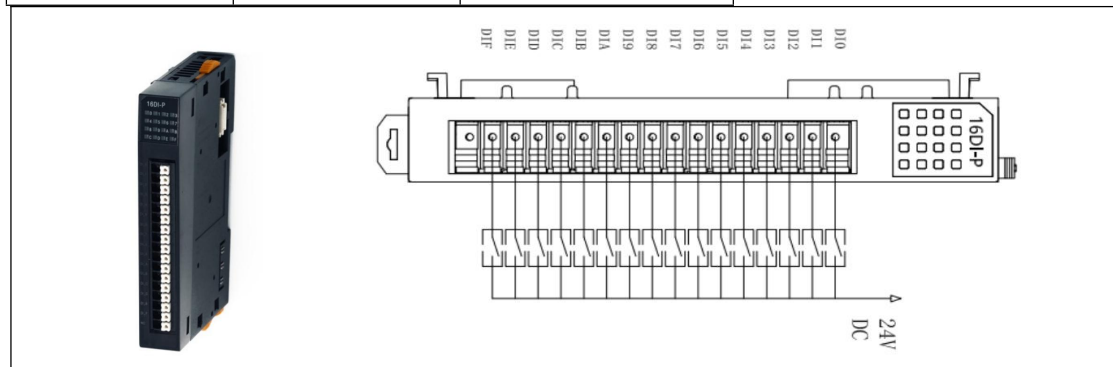 16DI-P
DIF
DIE
DID
DIC
DIB
DIA
DI9
DI8
DI7
DI6
DI5
DI4
DI3
DI2
DI1
DI0
16DI-P
24V
DC